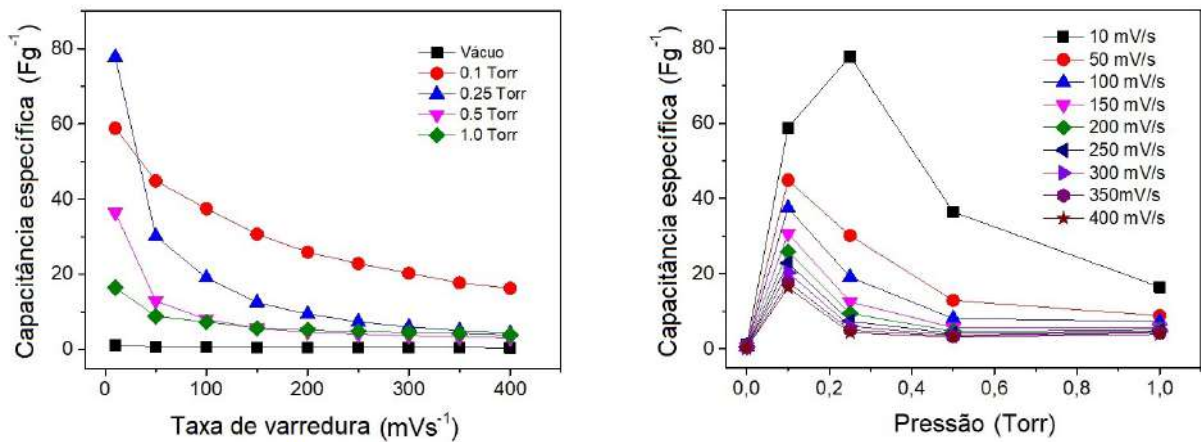 Capacitância específica (Fg⁻¹)
80
60
40
20
0
Vácuo
0.1 Torr
0.25 Torr
0.5 Torr
1.0 Torr
0 100 200 300 400
Taxa de varredura (mVs⁻¹)
Capacitância específica (Fg⁻¹)
80
60
40
20
0
10 mV/s
50 mV/s
100 mV/s
150 mV/s
200 mV/s
250 mV/s
300 mV/s
350mV/s
400 mV/s
0,0 0,2 0,4 0,6 0,8 1,0
Pressão (Torr)